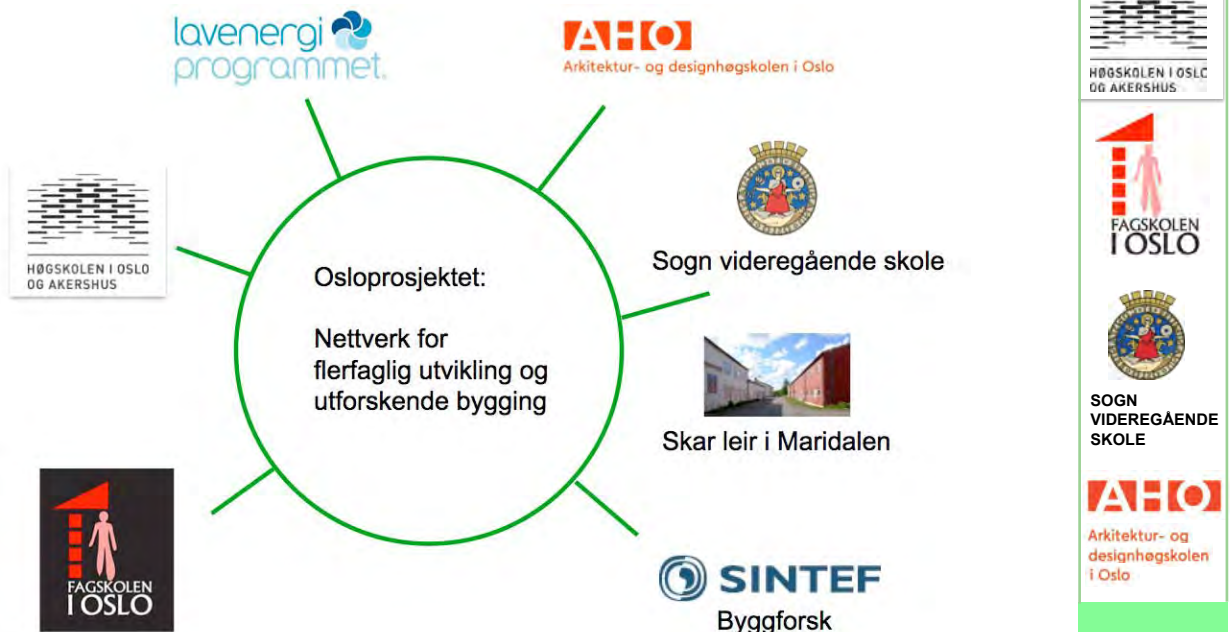 lavenergi
programmet.
AHO
Arkitektur- og designhøgskolen i Oslo
HØGSKOLEN I OSLO
OG AKERSHUS
Sogn videregående skole
Osloprosjektet:
Nettverk for
flerfaglig utvikling og
utforskende bygging
Skar leir i Maridalen
FAGSKOLEN
I OSLO
SINTEF
Byggforsk
HØGSKOLEN I OSLO
OG AKERSHUS
FAGSKOLEN
I OSLO
SOGN
VIDEREGÅENDE
SKOLE
AHO
Arkitektur- og
designhøgskolen
i Oslo